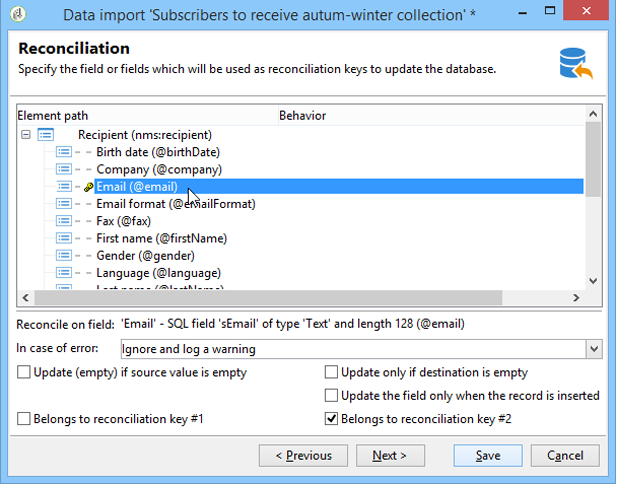 Data import 'Subscribers to receive autum-winter collection' *
Reconciliation
Specify the field or fields which will be used as reconciliation keys to update the database.
Element path Behavior
Recipient (nms:recipient)
Birth date (@birthDate)
Company (@company)
Email (@email)
Email format (@emailFormat)
Fax (@fax)
First name (@firstName)
Gender (@gender)
Language (@language)
Last name (@lastName)
Reconcile on field: 'Email' - SQL field 'sEmail' of type 'Text' and length 128 (@email)
In case of error: Ignore and log a warning
Update (empty) if source value is empty Update only if destination is empty
Update the field only when the record is inserted
Belongs to reconciliation key #1 Belongs to reconciliation key #2
< Previous Next > Save Cancel